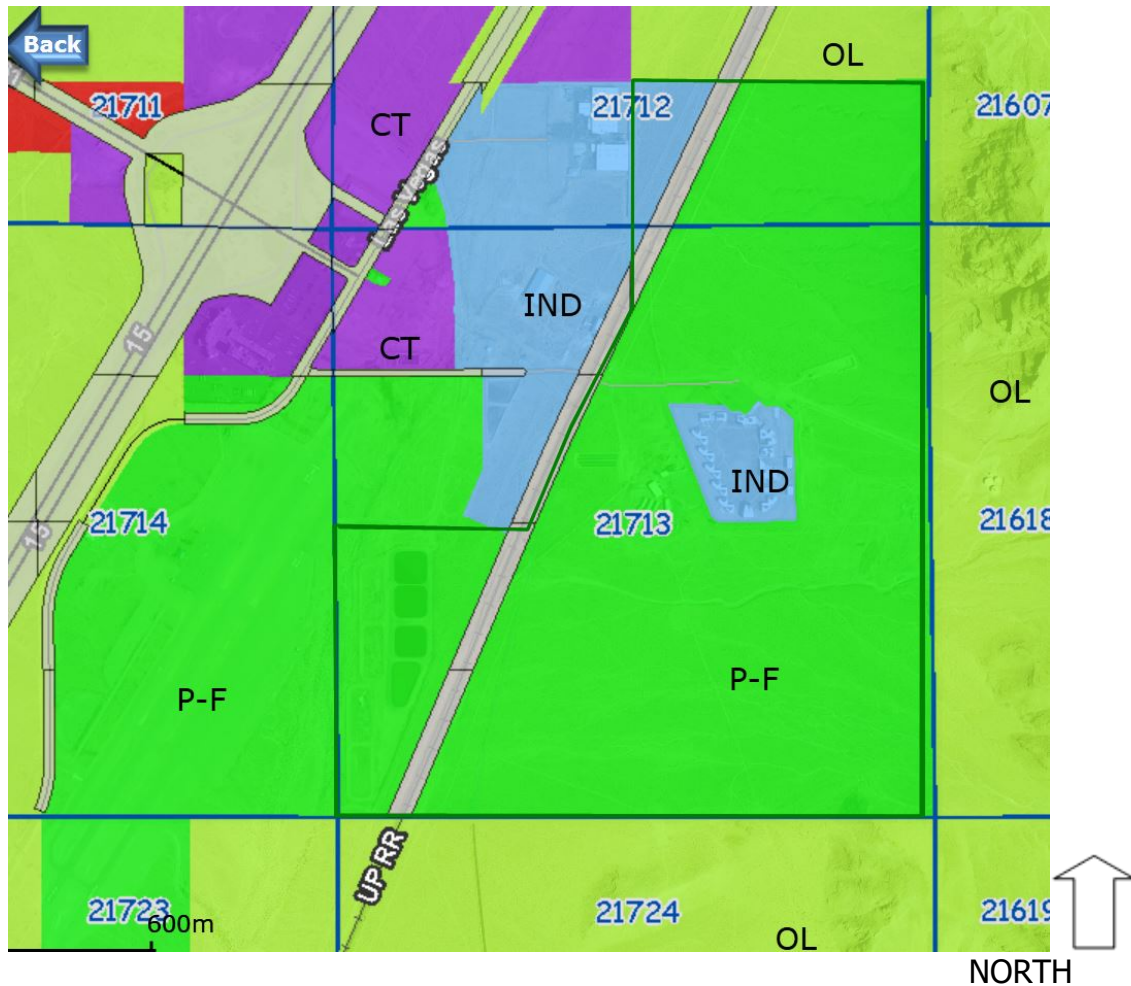 Back
OL
21711
21712
21607
CT
Las Vegas
IND
15
CT
OL
IND
15
21714
21713
21618
P-F
P-F
UP RR
21723
600m
21724
21619
OL
NORTH